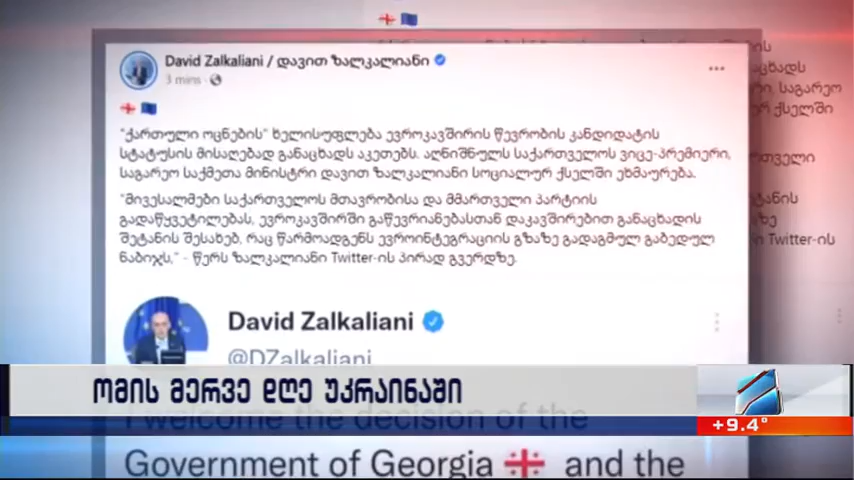 David Zalkaliani / დავით ზალკალიანი
3 mins
"ქართული ოცნების" ხელისუფლება ევროკავშირის წევრობის კანდიდატის
სტატუსის მისაღებად განაცხადს აკეთებს. აღნიშნულს საქართველოს ვიცე-პრემიერი,
საგარეო საქმეთა მინისტრი დავით ზალკალიანი სოციალურ ქსელში ეხმაურება.
"მივესალმები საქართველოს მთავრობისა და მმართველი პარტიის
გადაწყვეტილებას, ევროკავშირში გაწევრიანებასთან დაკავშირებით განაცხადის
შეტანის შესახებ, რაც წარმოადგენს ევროინტეგრაციის გზაზე გადაგმულ გაბედულ
ნაბიჯს," - წერს ზალკალიანი Twitter-ის პირად გვერდზე.
David Zalkaliani
@DZalkaliani
ომის მერვე დღე უკრაინაში
+9.4°
I welcome the decision of the
Government of Georgia and the